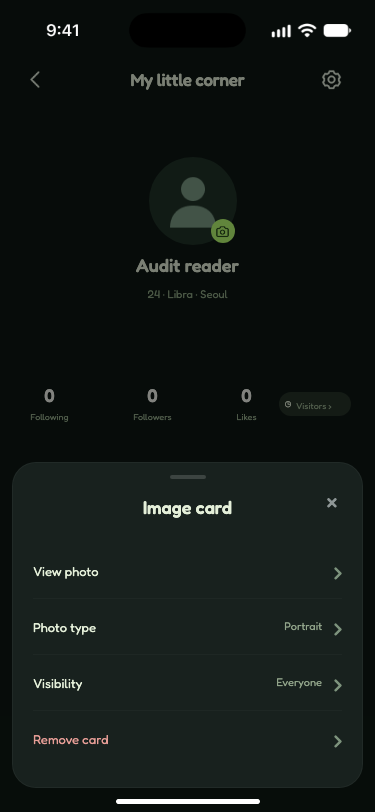 9:41
My little corner
Audit reader
24 · Libra · Seoul
0 0 0
Following Followers Likes Visitors ›
Image card
View photo
Photo type Portrait
Visibility Everyone
Remove card